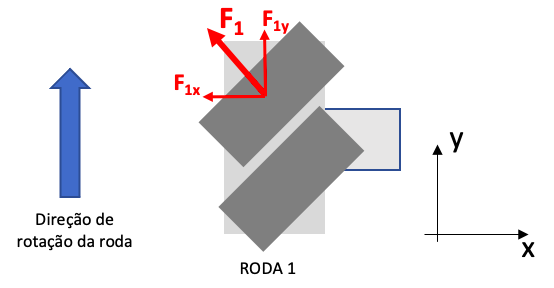 F1
F1y
F1x
y
Direção de
rotação da roda
x
RODA 1